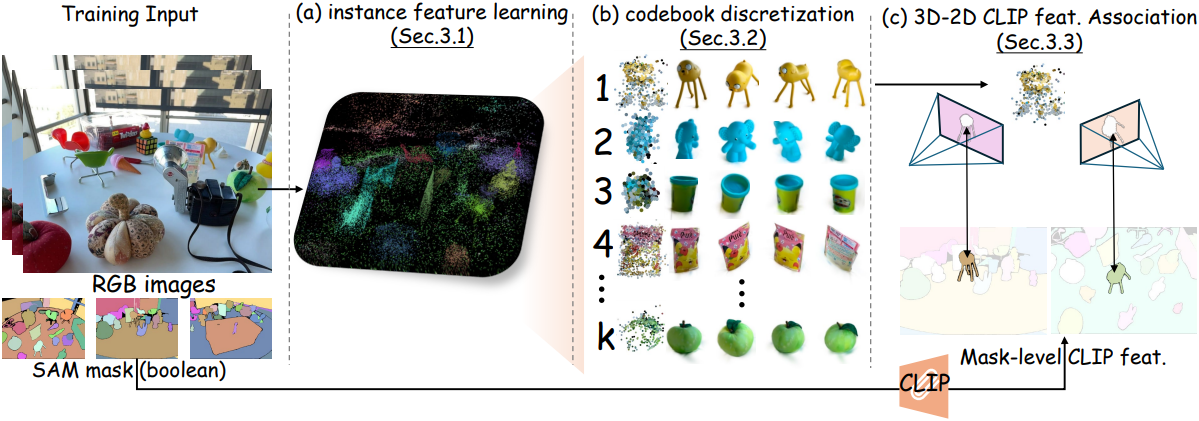 Training Input
RGB images
SAM mask (boolean)
(a) instance feature learning
(Sec.3.1)
(b) codebook discretization
(Sec.3.2)
1
2
3
4
k
(c) 3D-2D CLIP feat. Association
(Sec.3.3)
Mask-level CLIP feat.
CLIP